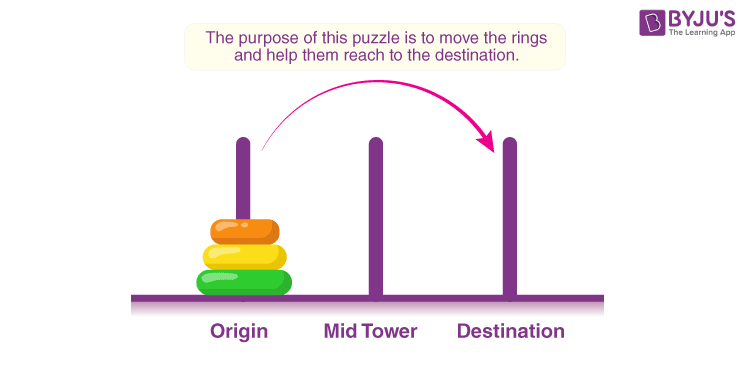 BYJU'S
The Learning App
The purpose of this puzzle is to move the rings
and help them reach to the destination.
Origin
Mid Tower
Destination